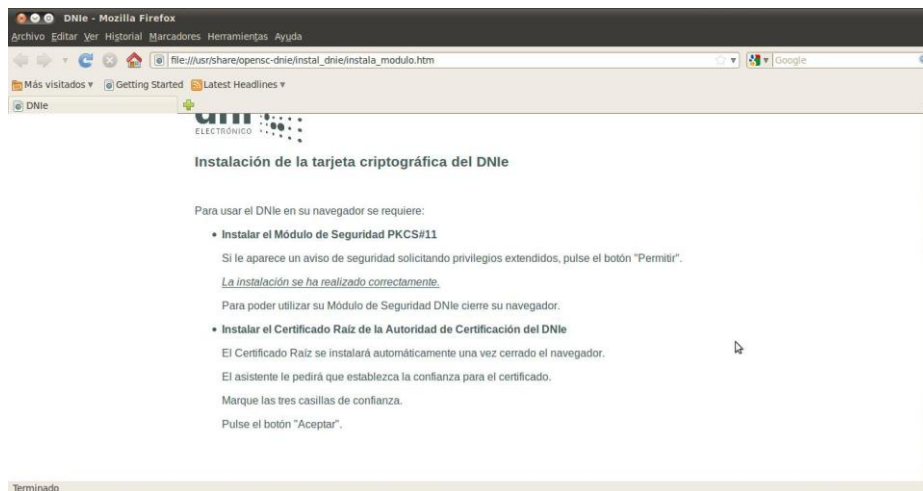 DNIe - Mozilla Firefox
Archivo Editar Ver Historial Marcadores Herramientas Ayuda
file:///usr/share/opensc-dnie/instal_dnie/instala_modulo.htm
Google
Más visitados
Getting Started
Latest Headlines
DNIe
dni
ELECTRÓNICO
Instalación de la tarjeta criptográfica del DNIe
Para usar el DNIe en su navegador se requiere:
• Instalar el Módulo de Seguridad PKCS#11
Si le aparece un aviso de seguridad solicitando privilegios extendidos, pulse el botón "Permitir".
La instalación se ha realizado correctamente.
Para poder utilizar su Módulo de Seguridad DNIe cierre su navegador.
• Instalar el Certificado Raíz de la Autoridad de Certificación del DNIe
El Certificado Raíz se instalará automáticamente una vez cerrado el navegador.
El asistente le pedirá que establezca la confianza para el certificado.
Marque las tres casillas de confianza.
Pulse el botón "Aceptar".
Terminado